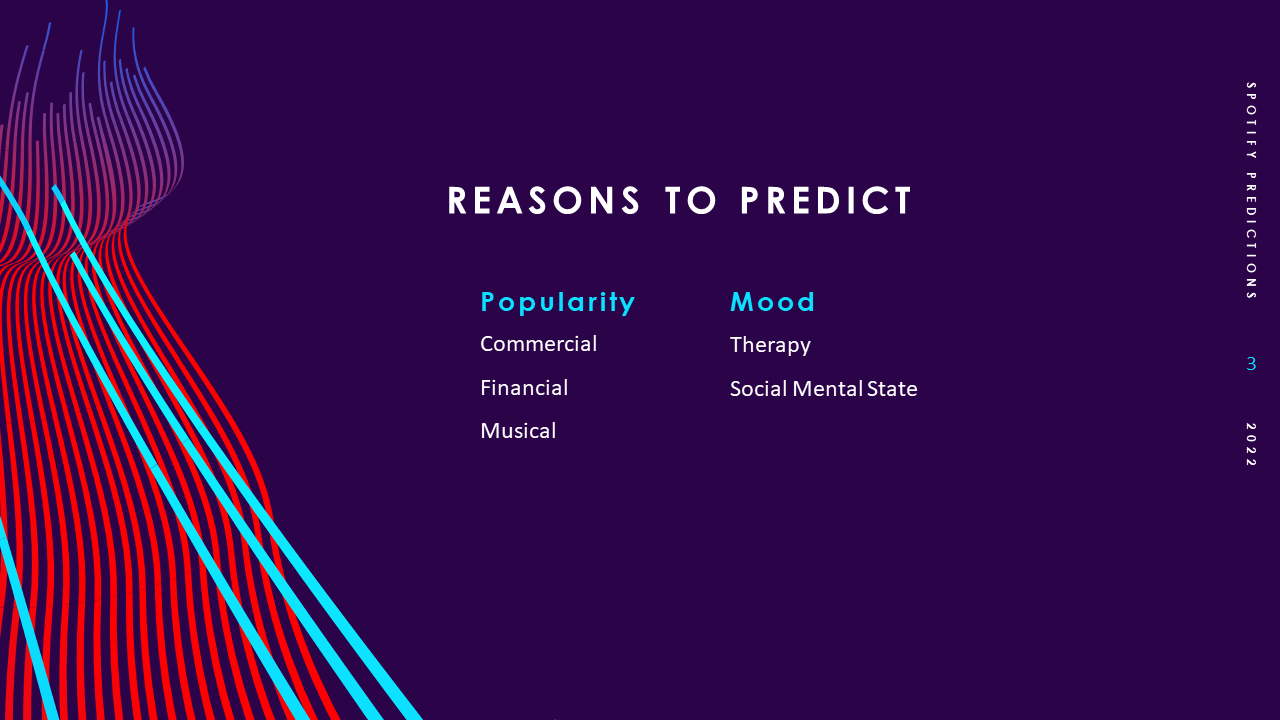 REASONS TO PREDICT
Popularity
Commercial
Financial
Musical
Mood
Therapy
Social Mental State
SPOTIFY PREDICTIONS
3
2022